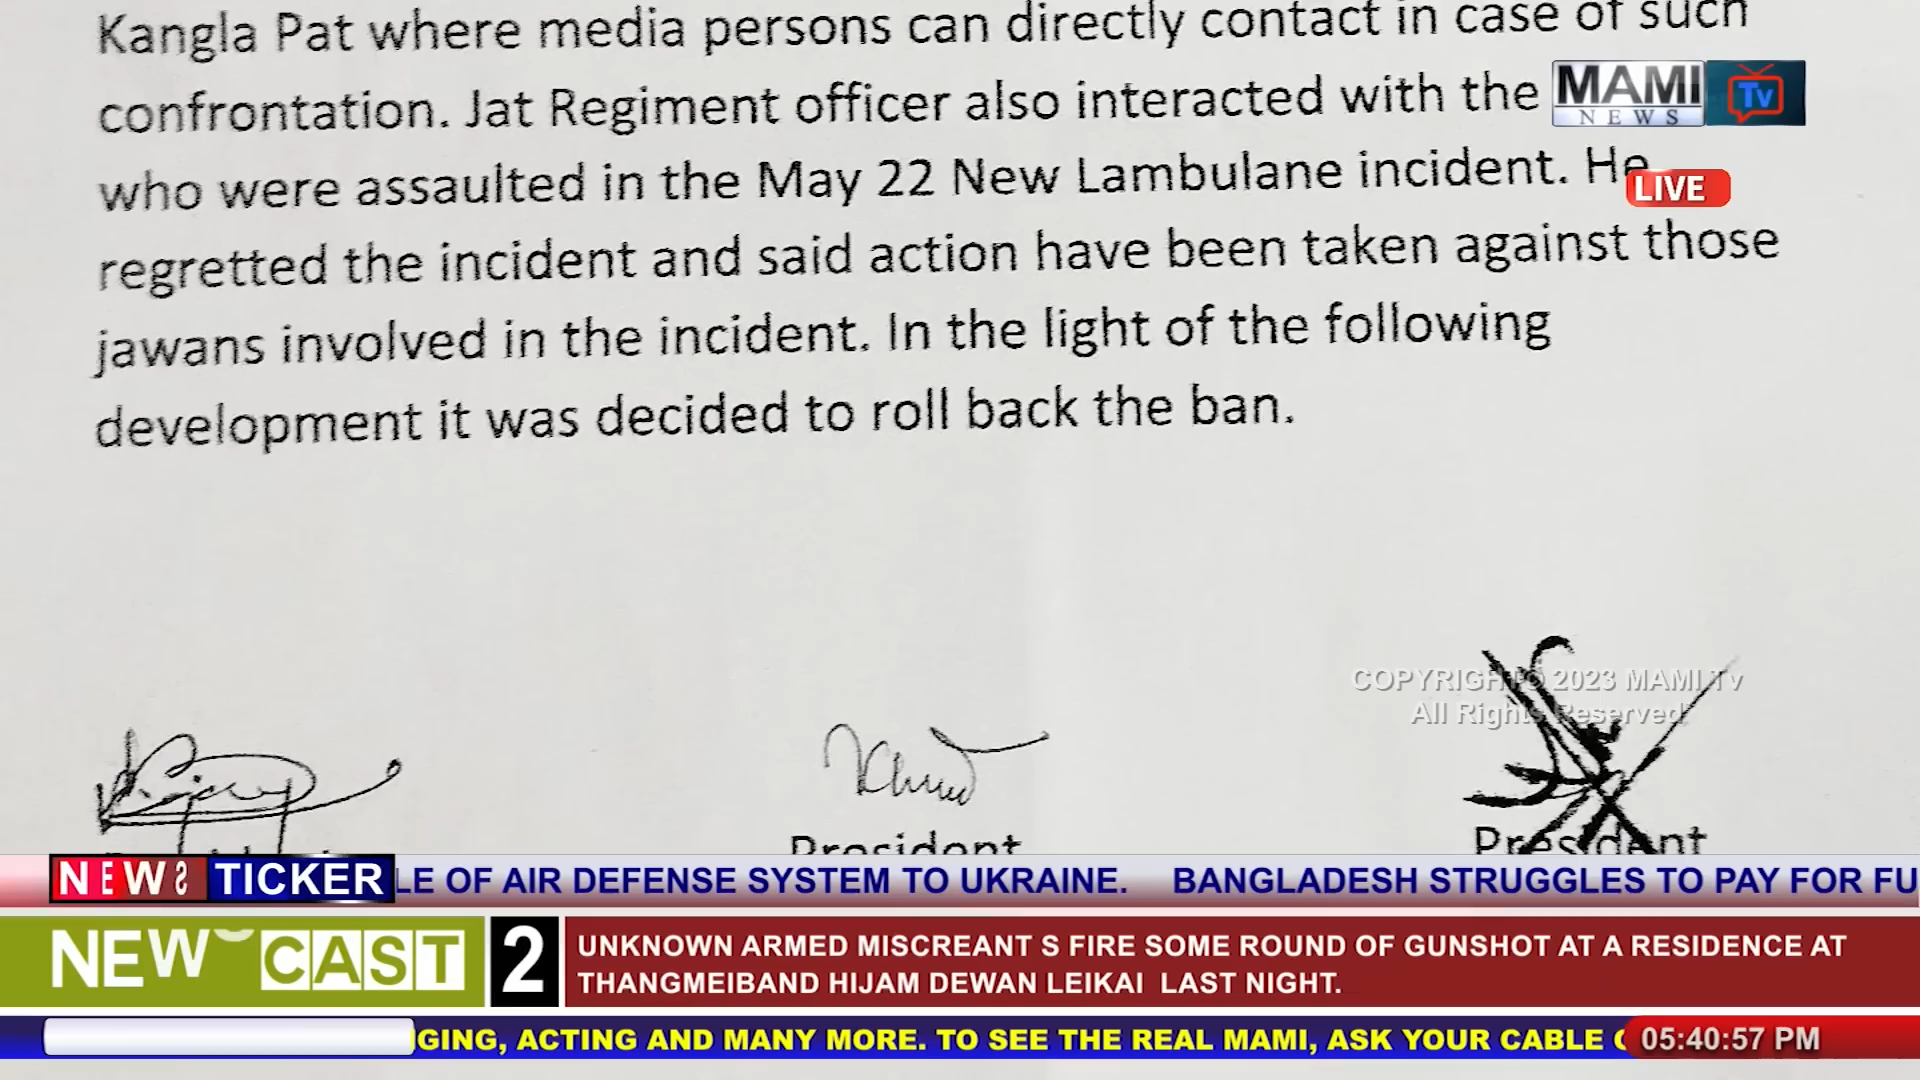 Kangla Pat where media persons can directly contact in case of such
confrontation. Jat Regiment officer also interacted with the
MAMI
NEWS
Tv
who were assaulted in the May 22 New Lambulane incident. He
LIVE
regretted the incident and said action have been taken against those
jawans involved in the incident. In the light of the following
development it was decided to roll back the ban.
COPYRIGHT © 2023 MAMI Tv
All Rights Reserved
President
President
NEWS TICKER
LE OF AIR DEFENSE SYSTEM TO UKRAINE. BANGLADESH STRUGGLES TO PAY FOR FU
NEWS CAST
2
UNKNOWN ARMED MISCREANT S FIRE SOME ROUND OF GUNSHOT AT A RESIDENCE AT
THANGMEIBAND HIJAM DEWAN LEIKAI LAST NIGHT.
GING, ACTING AND MANY MORE. TO SEE THE REAL MAMI, ASK YOUR CABLE
05:40:57 PM